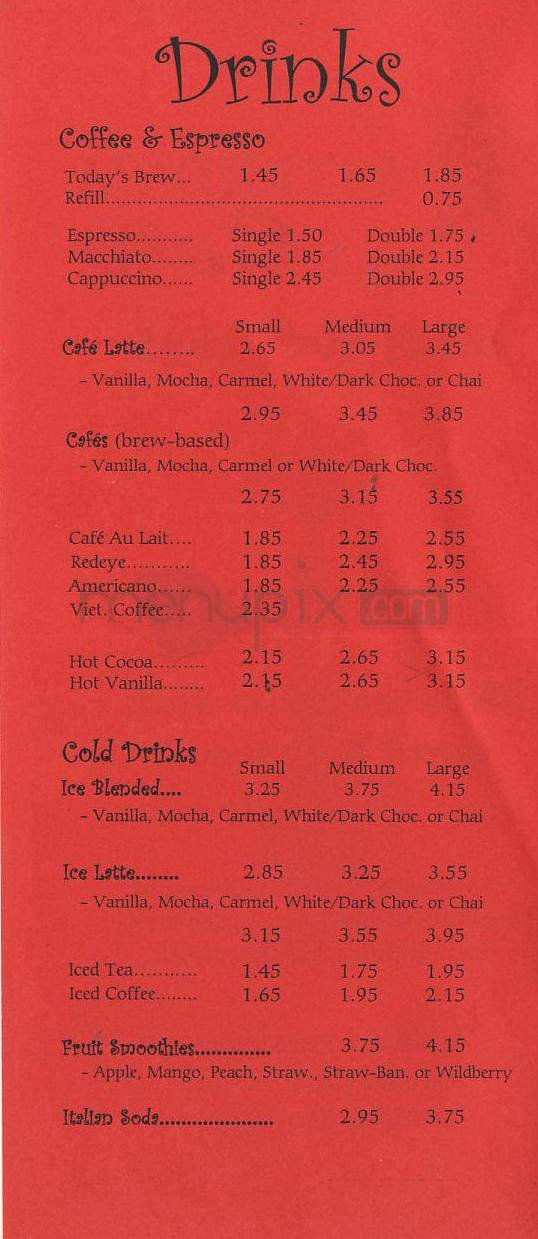 Drinks
Coffee & Espresso
Today's Brew... 1.45 1.65 1.85
Refill.................................................... 0.75
Espresso........... Single 1.50 Double 1.75
Macchiato........ Single 1.85 Double 2.15
Cappuccino...... Single 2.45 Double 2.95
Small Medium Large
Café Latte........ 2.65 3.05 3.45
- Vanilla, Mocha, Carmel, White/Dark Choc. or Chai
2.95 3.45 3.85
Cafés (brew-based)
- Vanilla, Mocha, Carmel or White/Dark Choc.
2.75 3.15 3.55
Café Au Lait.... 1.85 2.25 2.55
Redeye........... 1.85 2.45 2.95
Americano...... 1.85 2.25 2.55
menupix.com
Viet. Coffee..... 2.35
Hot Cocoa......... 2.15 2.65 3.15
Hot Vanilla........ 2.15 2.65 3.15
Cold Drinks
Small Medium Large
Ice Blended.... 3.25 3.75 4.15
- Vanilla, Mocha, Carmel, White/Dark Choc. or Chai
Ice Latte........ 2.85 3.25 3.55
- Vanilla, Mocha, Carmel, White/Dark Choc. or Chai
3.15 3.55 3.95
Iced Tea........... 1.45 1.75 1.95
Iced Coffee........ 1.65 1.95 2.15
Fruit Smoothies.............. 3.75 4.15
- Apple, Mango, Peach, Straw., Straw-Ban. or Wildberry
Italian Soda..................... 2.95 3.75